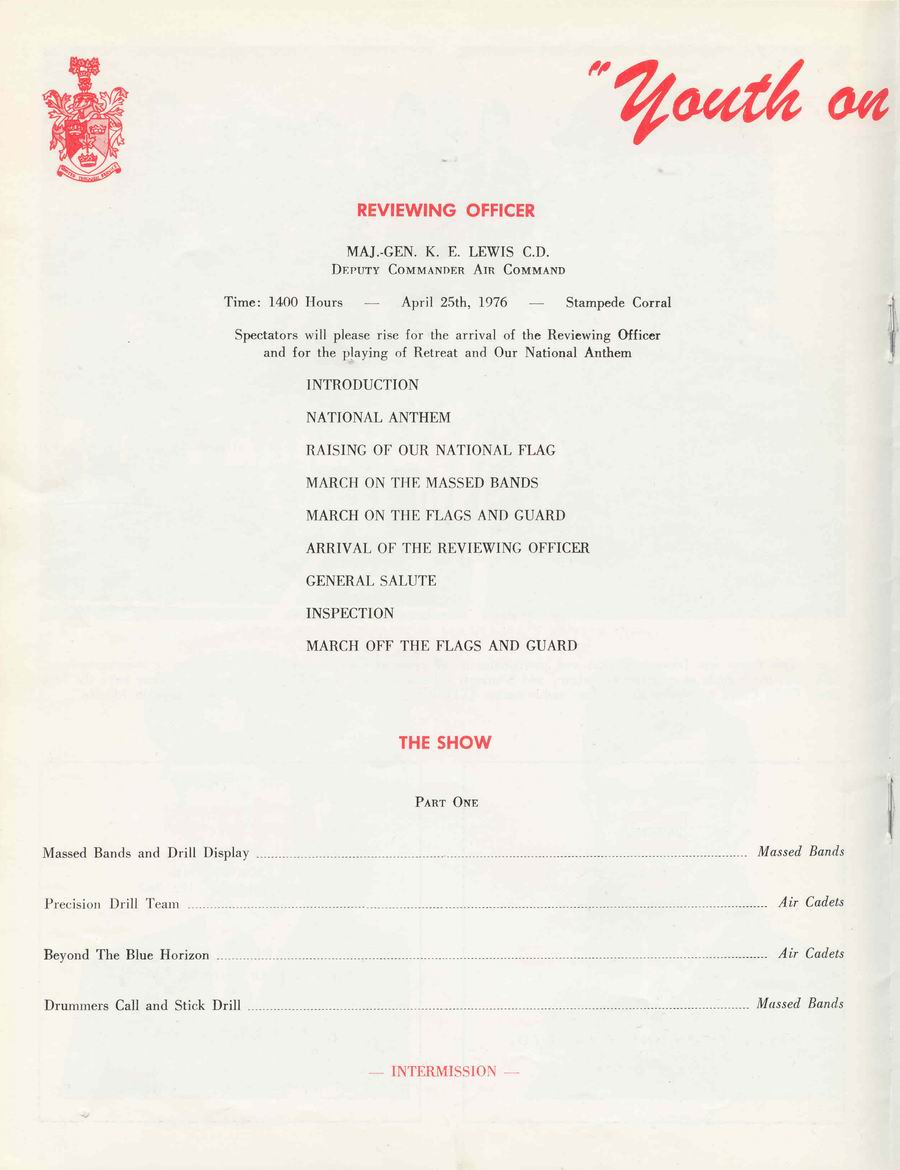 "Youth on
REVIEWING OFFICER
MAJ.-GEN. K. E. LEWIS C.D.
DEPUTY COMMANDER AIR COMMAND
Time: 1400 Hours — April 25th, 1976 — Stampede Corral
Spectators will please rise for the arrival of the Reviewing Officer
and for the playing of Retreat and Our National Anthem
INTRODUCTION
NATIONAL ANTHEM
RAISING OF OUR NATIONAL FLAG
MARCH ON THE MASSED BANDS
MARCH ON THE FLAGS AND GUARD
ARRIVAL OF THE REVIEWING OFFICER
GENERAL SALUTE
INSPECTION
MARCH OFF THE FLAGS AND GUARD
THE SHOW
PART ONE
Massed Bands and Drill Display Massed Bands
Precision Drill Team Air Cadets
Beyond The Blue Horizon Air Cadets
Drummers Call and Stick Drill Massed Bands
— INTERMISSION —